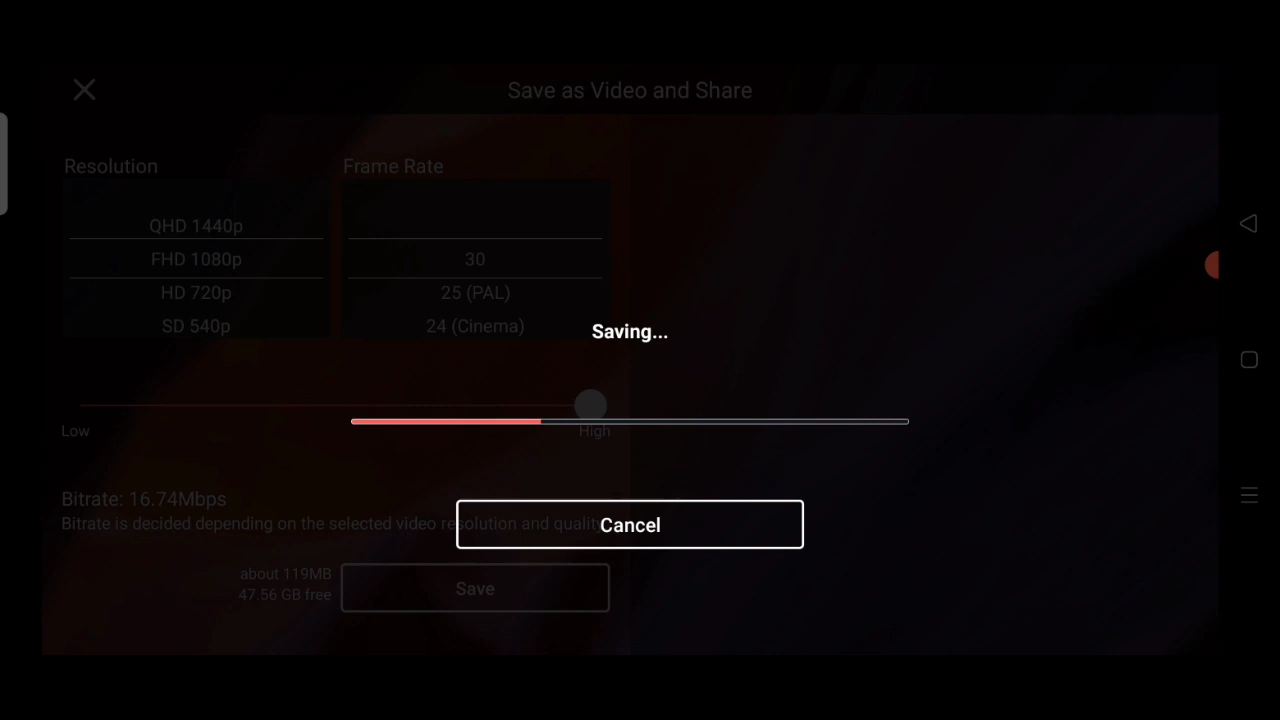 Save as Video and Share
Resolution
Frame Rate
QHD 1440p
FHD 1080p
HD 720p
SD 540p
30
25 (PAL)
24 (Cinema)
Saving...
Low
High
Bitrate: 16.74Mbps
Bitrate is decided depending on the selected video resolution and quality
Cancel
about 119MB
47.56 GB free
Save